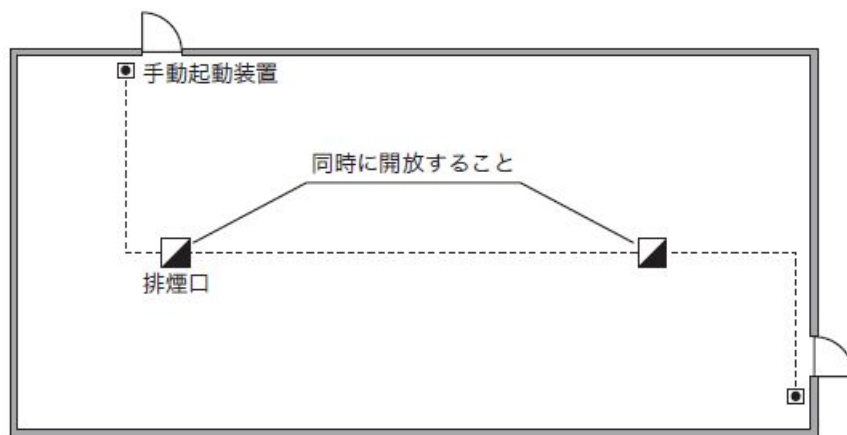 手動起動装置
同時に開放すること
排煙口